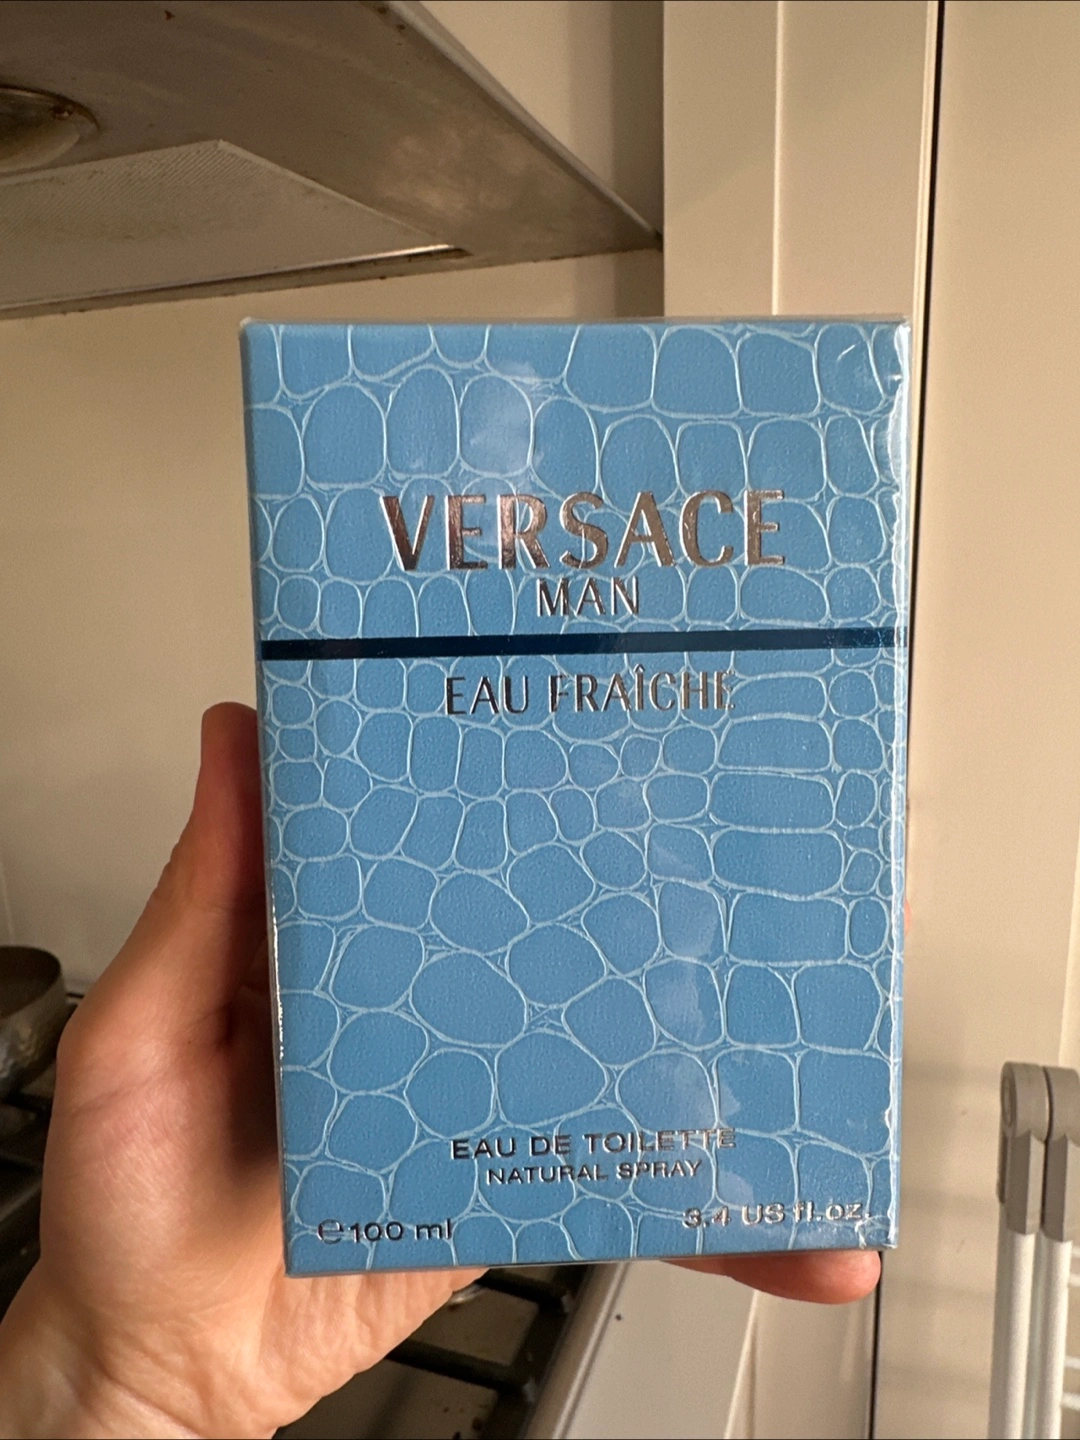 VERSACE
MAN
EAU FRAÎCHE
EAU DE TOILETTE
NATURAL SPRAY
℮100 ml 3.4 US fl.oz.